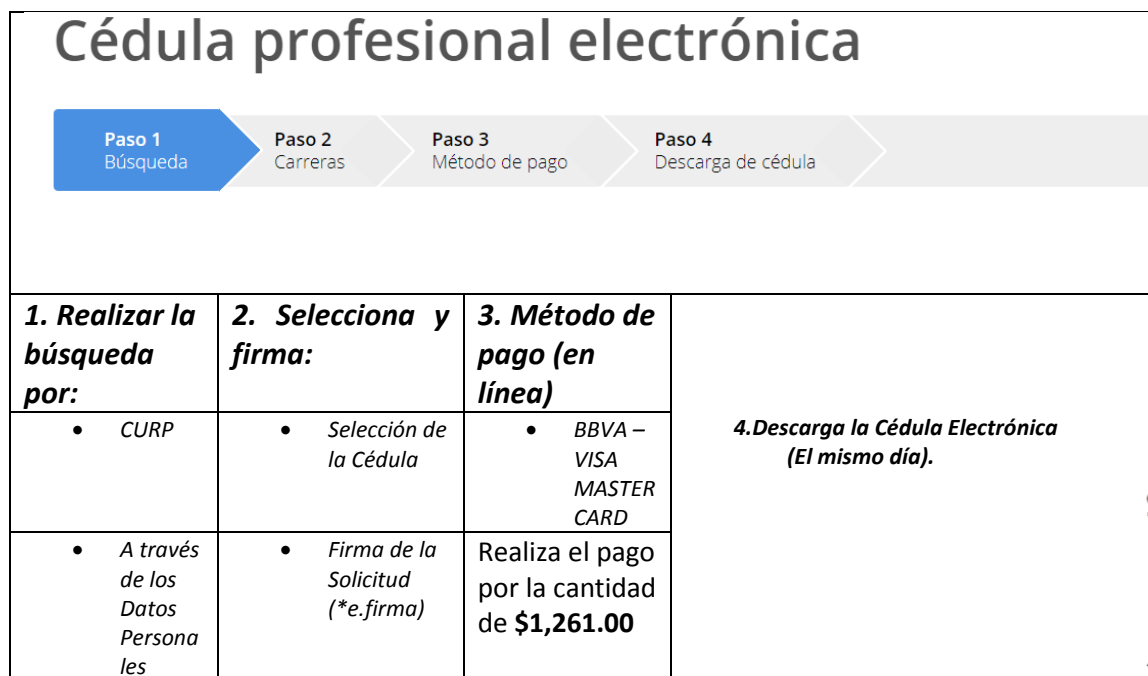 Cédula profesional electrónica
Paso 1
Búsqueda
Paso 2
Carreras
Paso 3
Método de pago
Paso 4
Descarga de cédula
1. Realizar la
búsqueda
por:
2. Selecciona y
firma:
3. Método de
pago (en
línea)
• CURP
• Selección de
la Cédula
• BBVA –
VISA
MASTER
CARD
4.Descarga la Cédula Electrónica
(El mismo día).
• A través
de los
Datos
Persona
les
• Firma de la
Solicitud
(*e.firma)
Realiza el pago
por la cantidad
de $1,261.00